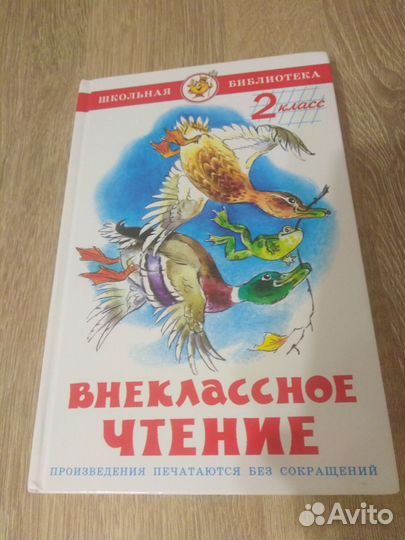 ШКОЛЬНАЯ БИБЛИОТЕКА
2 класс
ВНЕКЛАССНОЕ
ЧТЕНИЕ
ПРОИЗВЕДЕНИЯ ПЕЧАТАЮТСЯ БЕЗ СОКРАЩЕНИЙ
Avito